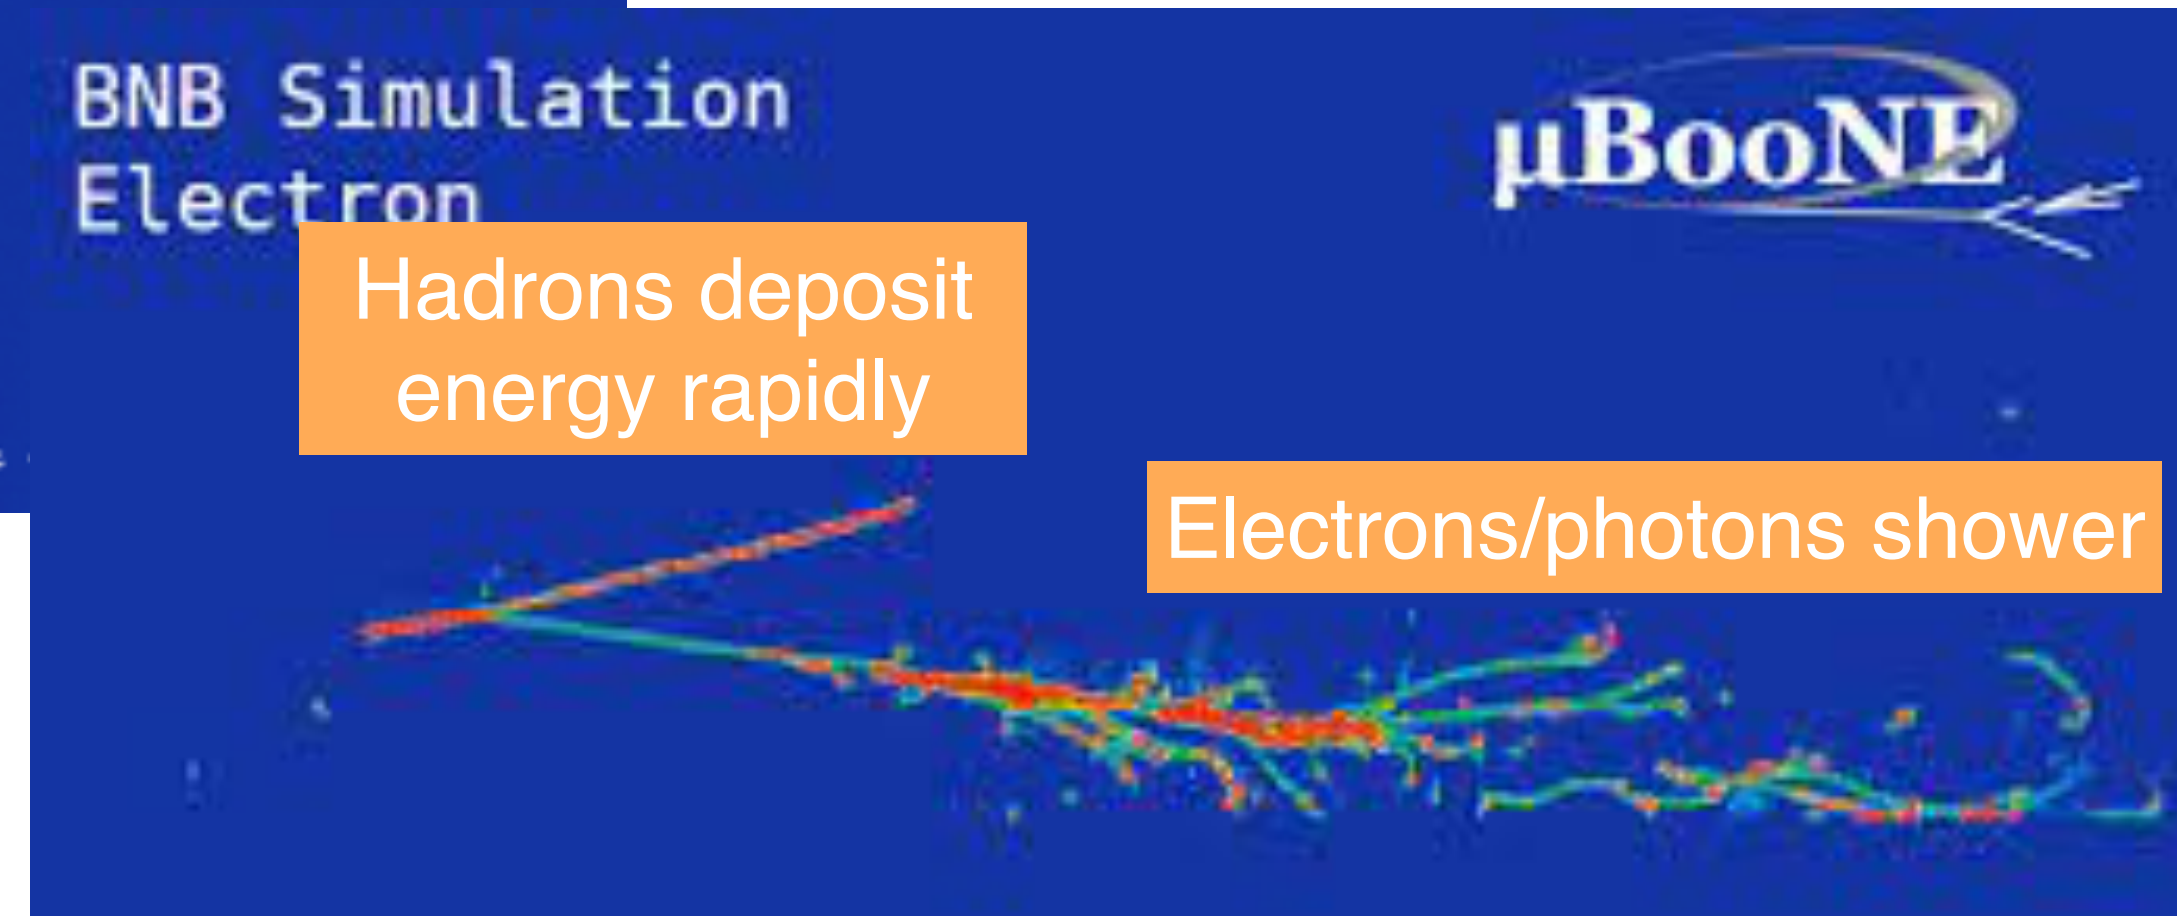 BNB Simulation
Electron
µBooNE
Hadrons deposit
energy rapidly
Electrons/photons shower